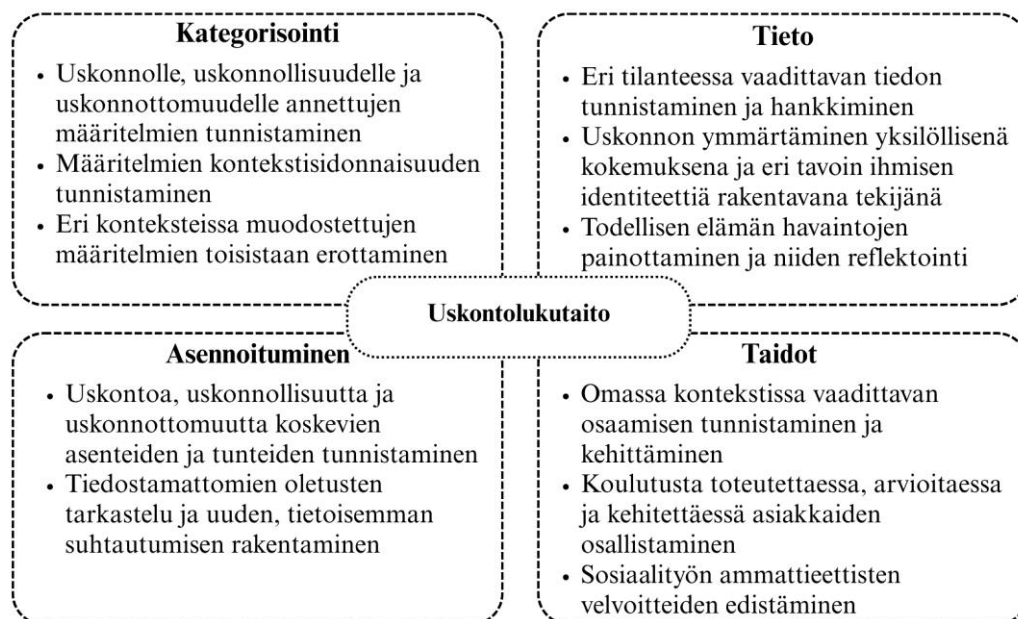 Kategorisointi
• Uskonnolle, uskonnollisuudelle ja
uskonnottomuudelle annettujen
määritelmien tunnistaminen
• Määritelmien kontekstisidonnaisuuden
tunnistaminen
• Eri konteksteissa muodostettujen
määritelmien toisistaan erottaminen
Tieto
• Eri tilanteessa vaadittavan tiedon
tunnistaminen ja hankkiminen
• Uskonnon ymmärtäminen yksilöllisenä
kokemuksena ja eri tavoin ihmisen
identiteettiä rakentavana tekijänä
• Todellisen elämän havaintojen
painottaminen ja niiden reflektointi
Uskontolukutaito
Asennoituminen
• Uskontoa, uskonnollisuutta ja
uskonnottomuutta koskevien
asenteiden ja tunteiden tunnistaminen
• Tiedostamattomien oletusten
tarkastelu ja uuden, tietoisemman
suhtautumisen rakentaminen
Taidot
• Omassa kontekstissa vaadittavan
osaamisen tunnistaminen ja
kehittäminen
• Koulutusta toteutettaessa, arvioitaessa
ja kehitettäessä asiakkaiden
osallistaminen
• Sosiaalityön ammattieettisten
velvoitteiden edistäminen